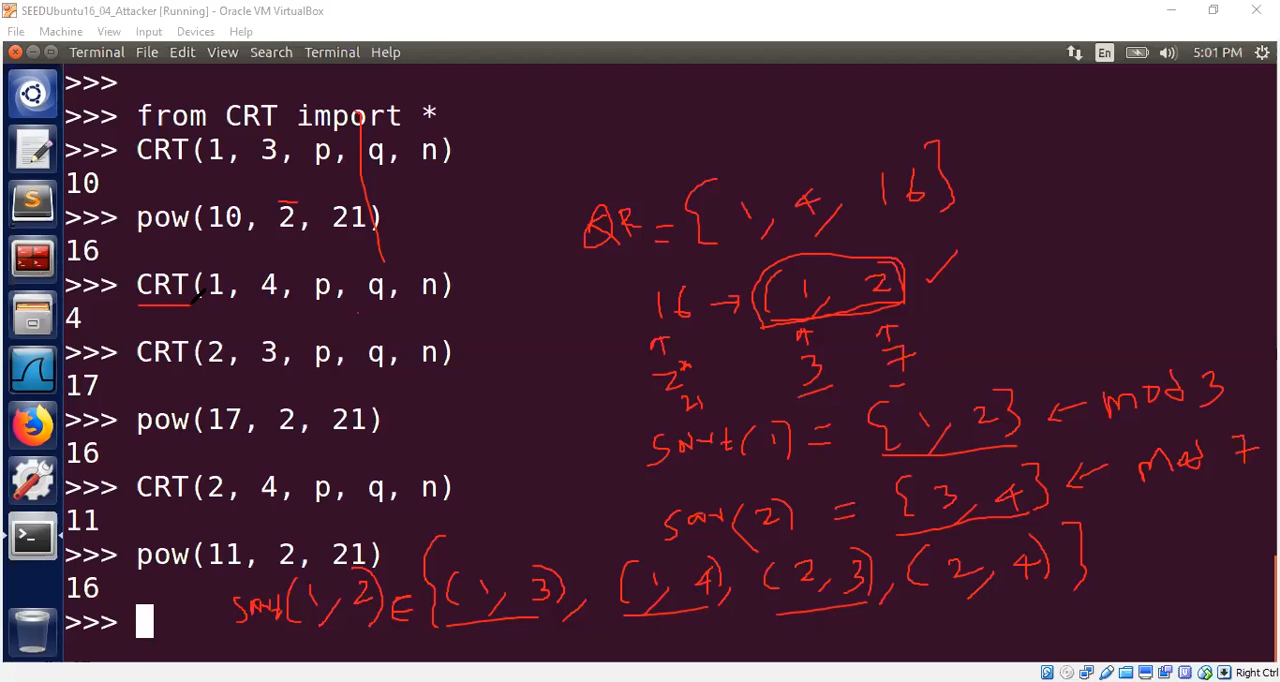 SEEDUbuntu16_04_Attacker [Running] - Oracle VM VirtualBox
File Machine View Input Devices Help
Terminal File Edit View Search Terminal Help En 5:01 PM
>>>
>>> from CRT import *
>>> CRT(1, 3, p, q, n)
10
>>> pow(10, 2, 21)
16
>>> CRT(1, 4, p, q, n)
4
>>> CRT(2, 3, p, q, n)
17
>>> pow(17, 2, 21)
16
>>> CRT(2, 4, p, q, n)
11
>>> pow(11, 2, 21)
16
>>>
QR = {1, 4, 16}
16 → (1, 2) ✓
3 7
21
sqrt(1) = {1, 2} ← mod 3
sqrt(2) = {3, 4} ← mod 7
sqrt(1, 2) ∈ {(1, 3), (1, 4), (2, 3), (2, 4)}
Right Ctrl